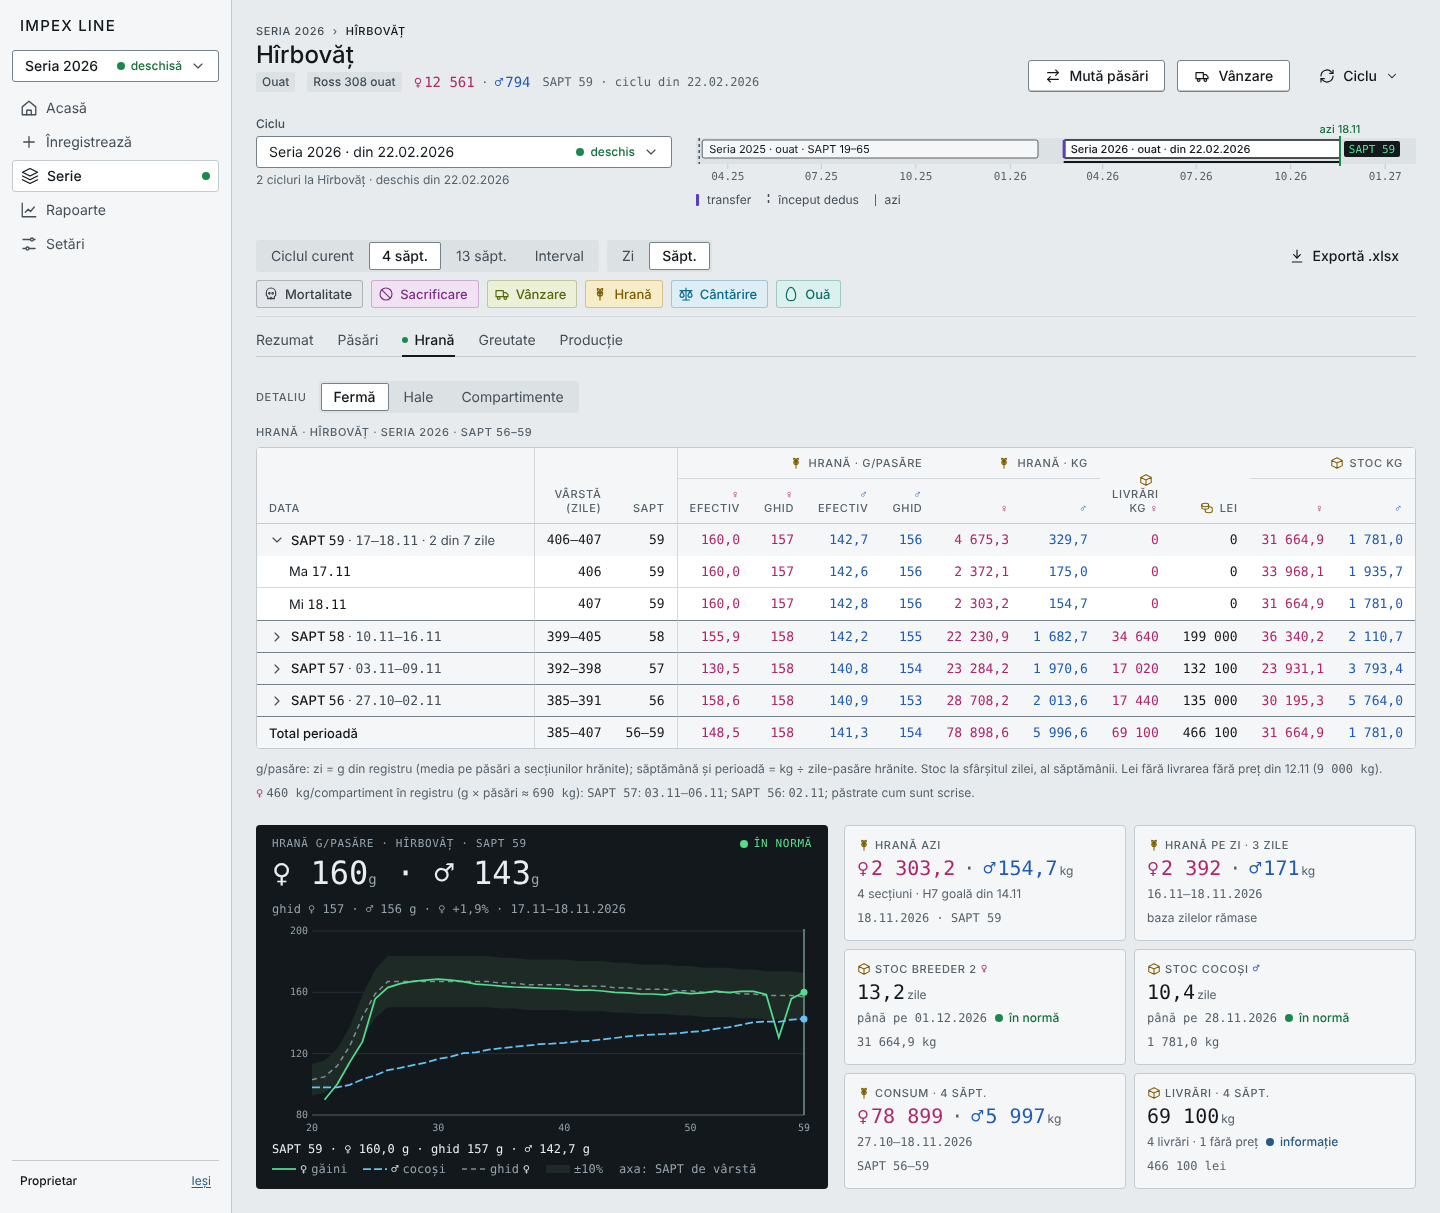 IMPEX LINE
Seria 2026 deschisă
Acasă
Înregistrează
Serie
Rapoarte
Setări
Proprietar Ieși
SERIA 2026 › HÎRBOVĂȚ
Hîrbovăț
Ouat Ross 308 ouat ♀12 561 · ♂794 SAPT 59 · ciclu din 22.02.2026
Mută păsări Vânzare Ciclu
Ciclu
Seria 2026 · din 22.02.2026 deschis
2 cicluri la Hîrbovăț · deschis din 22.02.2026
azi 18.11
Seria 2025 · ouat · SAPT 19–65 Seria 2026 · ouat · din 22.02.2026 SAPT 59
04.25 07.25 10.25 01.26 04.26 07.26 10.26 01.27
transfer început dedus azi
Ciclul curent 4 săpt. 13 săpt. Interval Zi Săpt. Exportă .xlsx
Mortalitate Sacrificare Vânzare Hrană Cântărire Ouă
Rezumat Păsări Hrană Greutate Producție
DETALIU Fermă Hale Compartimente
HRANĂ · HÎRBOVĂȚ · SERIA 2026 · SAPT 56–59
HRANĂ · G/PASĂRE HRANĂ · KG STOC KG
DATA VÂRSTĂ (ZILE) SAPT ♀ EFECTIV ♀ GHID ♂ EFECTIV ♂ GHID ♀ ♂ LIVRĂRI KG ♀ LEI ♀ ♂
SAPT 59 · 17–18.11 · 2 din 7 zile 406–407 59 160,0 157 142,7 156 4 675,3 329,7 0 0 31 664,9 1 781,0
Ma 17.11 406 59 160,0 157 142,6 156 2 372,1 175,0 0 0 33 968,1 1 935,7
Mi 18.11 407 59 160,0 157 142,8 156 2 303,2 154,7 0 0 31 664,9 1 781,0
SAPT 58 · 10.11–16.11 399–405 58 155,9 158 142,2 155 22 230,9 1 682,7 34 640 199 000 36 340,2 2 110,7
SAPT 57 · 03.11–09.11 392–398 57 130,5 158 140,8 154 23 284,2 1 970,6 17 020 132 100 23 931,1 3 793,4
SAPT 56 · 27.10–02.11 385–391 56 158,6 158 140,9 153 28 708,2 2 013,6 17 440 135 000 30 195,3 5 764,0
Total perioadă 385–407 56–59 148,5 158 141,3 154 78 898,6 5 996,6 69 100 466 100 31 664,9 1 781,0
g/pasăre: zi = g din registru (media pe păsări a secțiunilor hrănite); săptămână și perioadă = kg ÷ zile-pasăre hrănite. Stoc la sfârșitul zilei, al săptămânii. Lei fără livrarea fără preț din 12.11 (9 000 kg).
♀ 460 kg/compartiment în registru (g × păsări ≈ 690 kg): SAPT 57: 03.11–06.11; SAPT 56: 02.11; păstrate cum sunt scrise.
HRANĂ G/PASĂRE · HÎRBOVĂȚ · SAPT 59 ÎN NORMĂ
♀ 160g · ♂ 143g
ghid ♀ 157 · ♂ 156 g · ♀ +1,9% · 17.11–18.11.2026
200
160
120
80
20 30 40 50 59
SAPT 59 · ♀ 160,0 g · ghid 157 g · ♂ 142,7 g
♀ găini ♂ cocoși ghid ♀ ±10% axa: SAPT de vârstă
HRANĂ AZI
♀2 303,2 · ♂154,7 kg
4 secțiuni · H7 goală din 14.11
18.11.2026 · SAPT 59
HRANĂ PE ZI · 3 ZILE
♀2 392 · ♂171 kg
16.11–18.11.2026
baza zilelor rămase
STOC BREEDER 2 ♀
13,2 zile
până pe 01.12.2026 în normă
31 664,9 kg
STOC COCOȘI ♂
10,4 zile
până pe 28.11.2026 în normă
1 781,0 kg
CONSUM · 4 SĂPT.
♀78 899 · ♂5 997 kg
27.10–18.11.2026
SAPT 56–59
LIVRĂRI · 4 SĂPT.
69 100 kg
4 livrări · 1 fără preț informație
466 100 lei